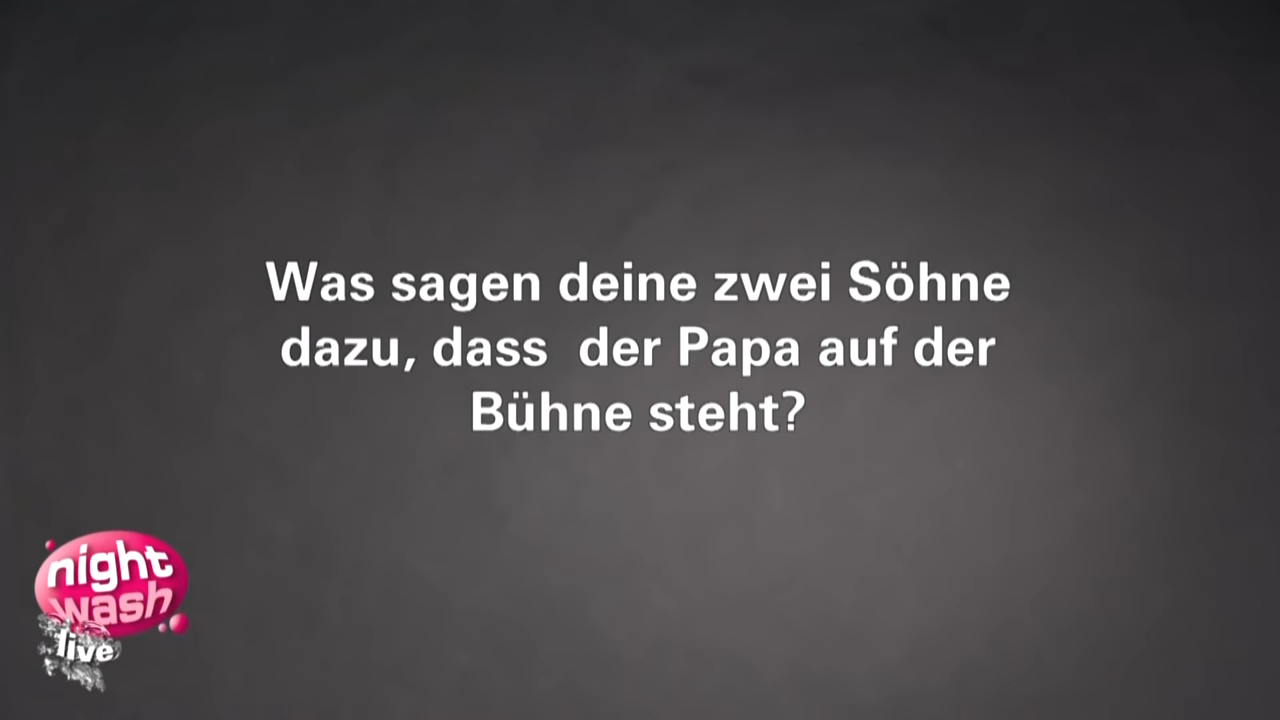 Was sagen deine zwei Söhne
dazu, dass  der Papa auf der
Bühne steht?
night
wash
live